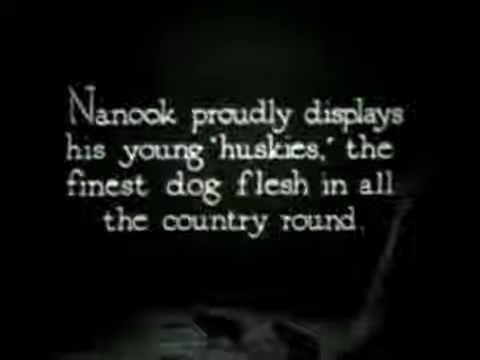 Nanook proudly displays
his young "huskies," the
finest dog flesh in all
the country round.